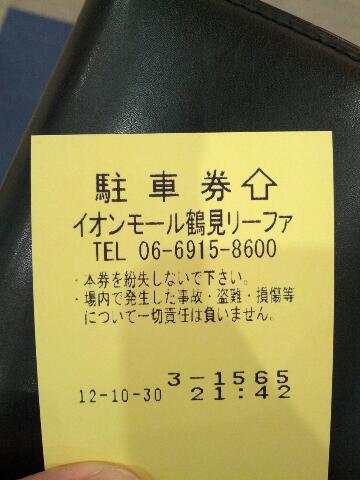 駐車券⇧
イオンモール鶴見リーファ
TEL 06-6915-8600
・本券を紛失しないで下さい。
・場内で発生した事故・盗難・損傷等
について一切責任は負いません。
3-1565
12-10-30 21:42